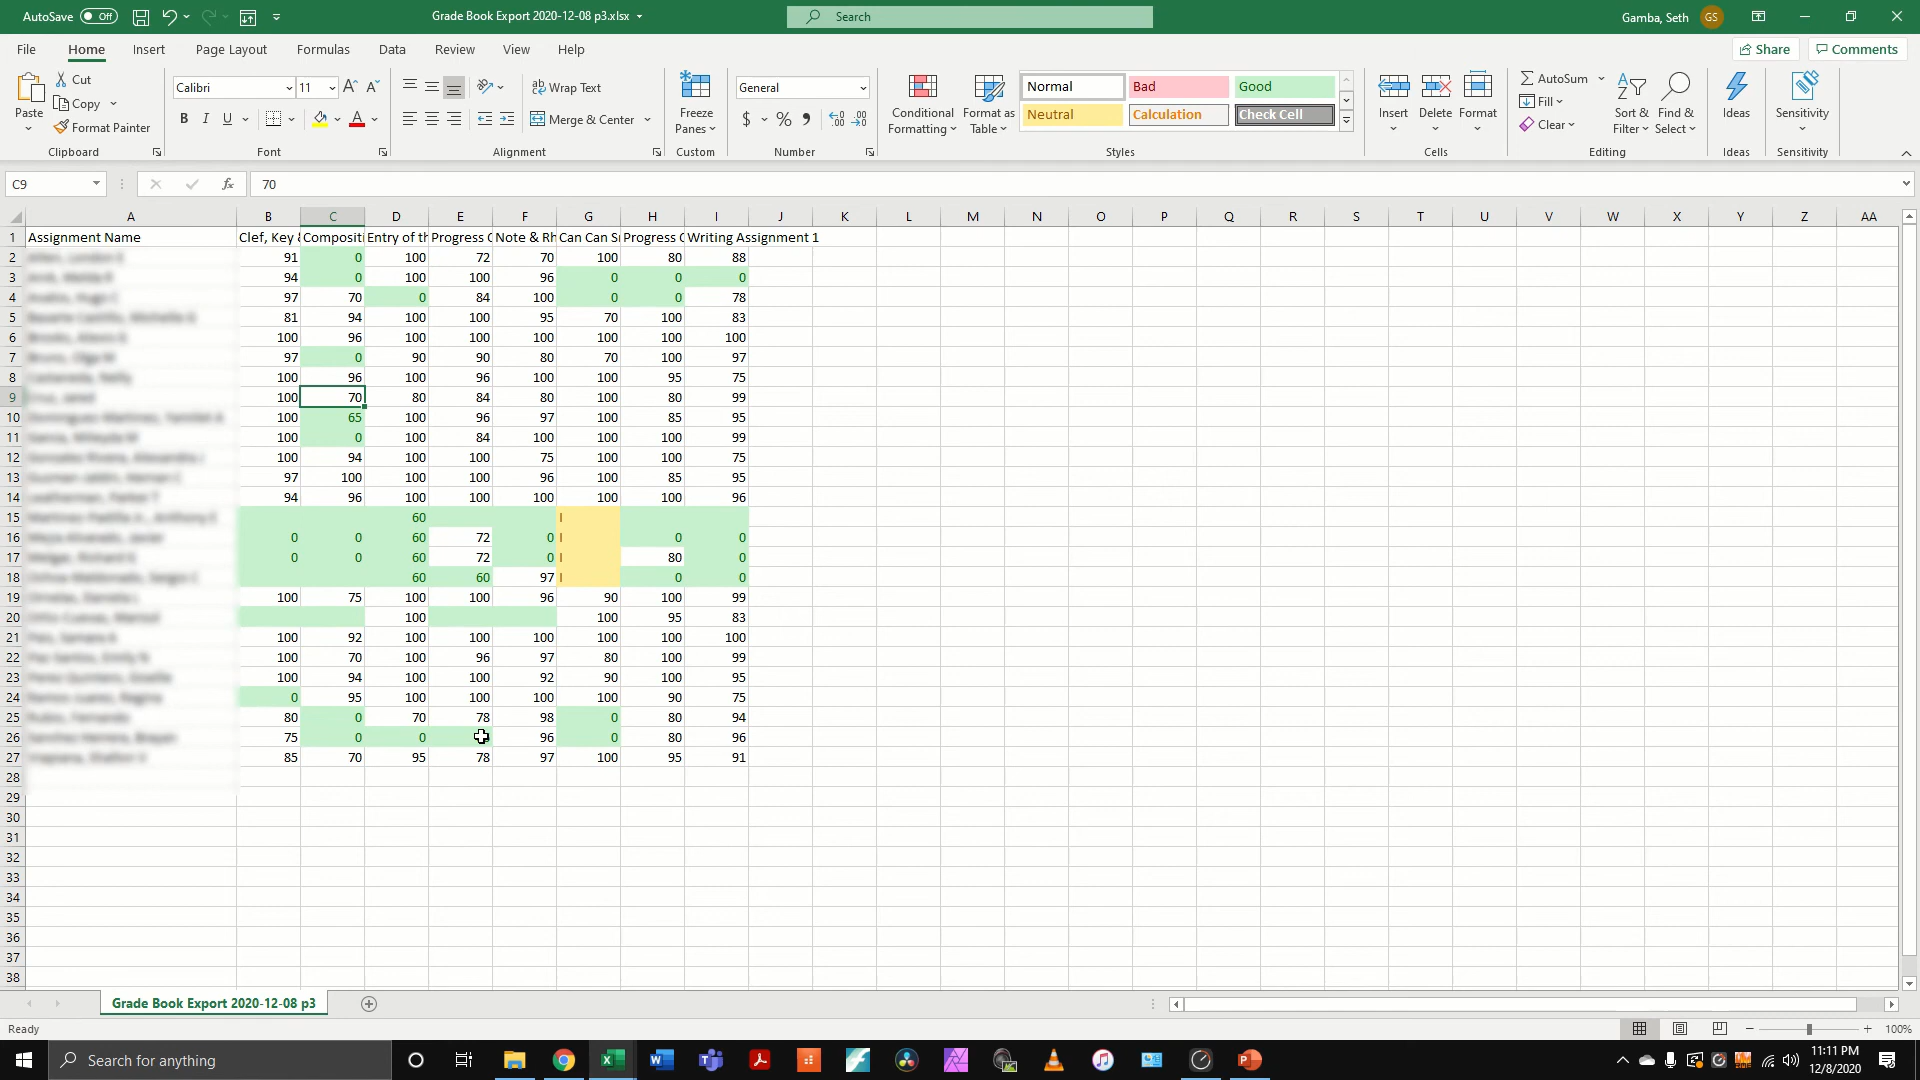 AutoSave Off Grade Book Export 2020-12-08 p3.xlsx Search Gamba, Seth GS
File Home Insert Page Layout Formulas Data Review View Help Share Comments
Paste Cut Copy Format Painter
Calibri 11
B I U
Wrap Text
Merge & Center
Freeze Panes
General
$ % 9
Conditional Formatting Format as Table
Normal Bad Good
Neutral Calculation Check Cell
Insert Delete Format
AutoSum Fill Clear
Sort & Filter Find & Select
Ideas Sensitivity
Clipboard Font Alignment Custom Number Styles Cells Editing Ideas Sensitivity
C9 fx 70
A B C D E F G H I J K L M N O P Q R S T U V W X Y Z AA
1 Assignment Name Clef, Key Compositi Entry of th Progress Note & Rh Can Can Progress Writing Assignment 1
2 91 0 100 72 70 100 80 88
3 94 0 100 100 96 0 0 0
4 97 70 0 84 100 0 0 78
5 81 94 100 100 95 70 100 83
6 100 96 100 100 100 100 100 100
7 97 0 90 90 80 70 100 97
8 100 96 100 96 100 100 95 75
9 100 70 80 84 80 100 80 99
10 100 65 100 96 97 100 85 95
11 100 0 100 84 100 100 100 99
12 100 94 100 100 75 100 100 75
13 97 100 100 100 96 100 85 95
14 94 96 100 100 100 100 100 96
15 60 I
16 0 0 60 72 0 I 0 0
17 0 0 60 72 0 I 80 0
18 60 60 97 I 0 0
19 100 75 100 100 96 90 100 99
20 100 100 95 83
21 100 92 100 100 100 100 100 100
22 100 70 100 96 97 80 100 99
23 100 94 100 100 92 90 100 95
24 0 95 100 100 100 100 90 75
25 80 0 70 78 98 0 80 94
26 75 0 0 96 0 80 96
27 85 70 95 78 97 100 95 91
28
29
30
31
32
33
34
35
36
37
38
Grade Book Export 2020-12-08 p3
Ready 100%
Search for anything
11:11 PM
12/8/2020